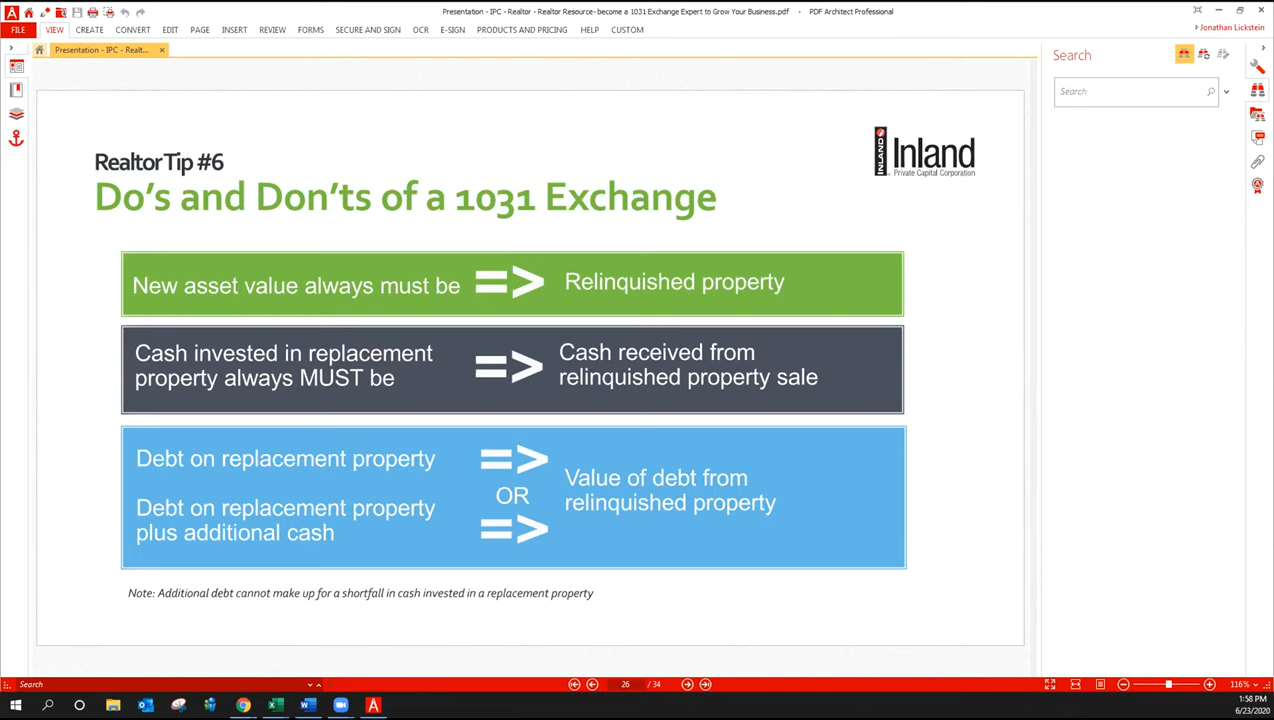 Presentation - IPC - Realtor - Realtor Resource- become a 1031 Exchange Expert to Grow Your Business.pdf - PDF Architect Professional
FILE VIEW CREATE CONVERT EDIT PAGE INSERT REVIEW FORMS SECURE AND SIGN OCR E-SIGN PRODUCTS AND PRICING HELP CUSTOM
Jonathan Lickstein
Presentation - IPC - Realt...
Search
Search
Realtor Tip #6
Do's and Don'ts of a 1031 Exchange
INLAND
Inland
Private Capital Corporation
New asset value always must be => Relinquished property
Cash invested in replacement
property always MUST be
=>
Cash received from
relinquished property sale
Debt on replacement property
=>
OR
Debt on replacement property
plus additional cash
=>
Value of debt from
relinquished property
Note: Additional debt cannot make up for a shortfall in cash invested in a replacement property
Search
26 / 34
116%
1:58 PM
6/23/2020